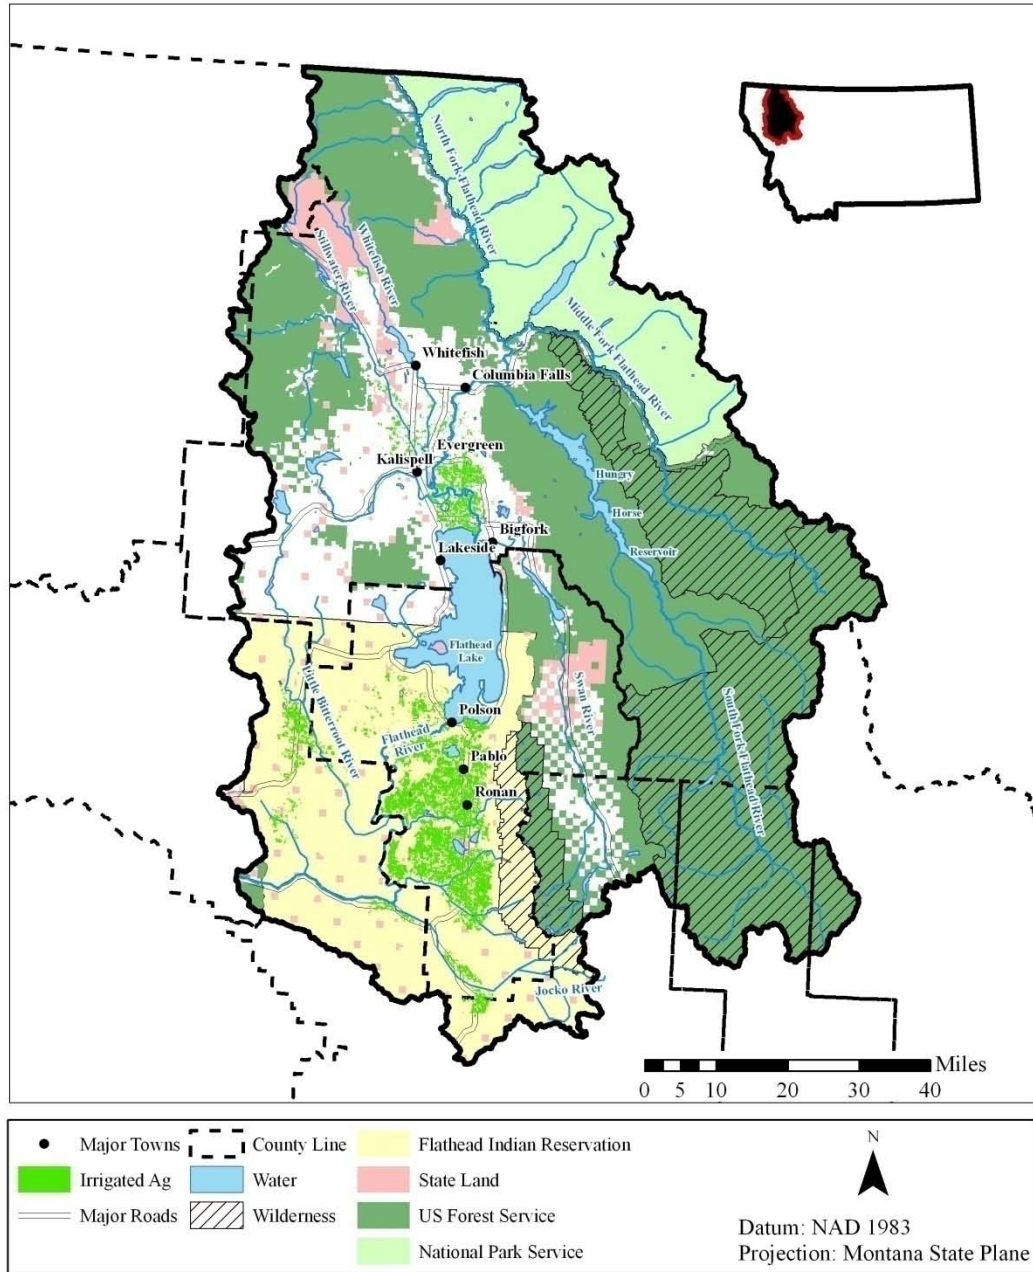 North Fork Flathead River
Whitefish River
Stillwater River
Middle Fork Flathead River
Whitefish
Columbia Falls
Evergreen
Kalispell
Hungry
Horse
Reservoir
Bigfork
Lakeside
Flathead
Lake
Swan River
Little Bitterroot River
Polson
Flathead
River
South Fork Flathead River
Pablo
Ronan
Jocko River
Miles
0 5 10 20 30 40
N
Major Towns
County Line
Flathead Indian Reservation
Irrigated Ag
Water
State Land
Major Roads
Wilderness
US Forest Service
National Park Service
Datum: NAD 1983
Projection: Montana State Plane